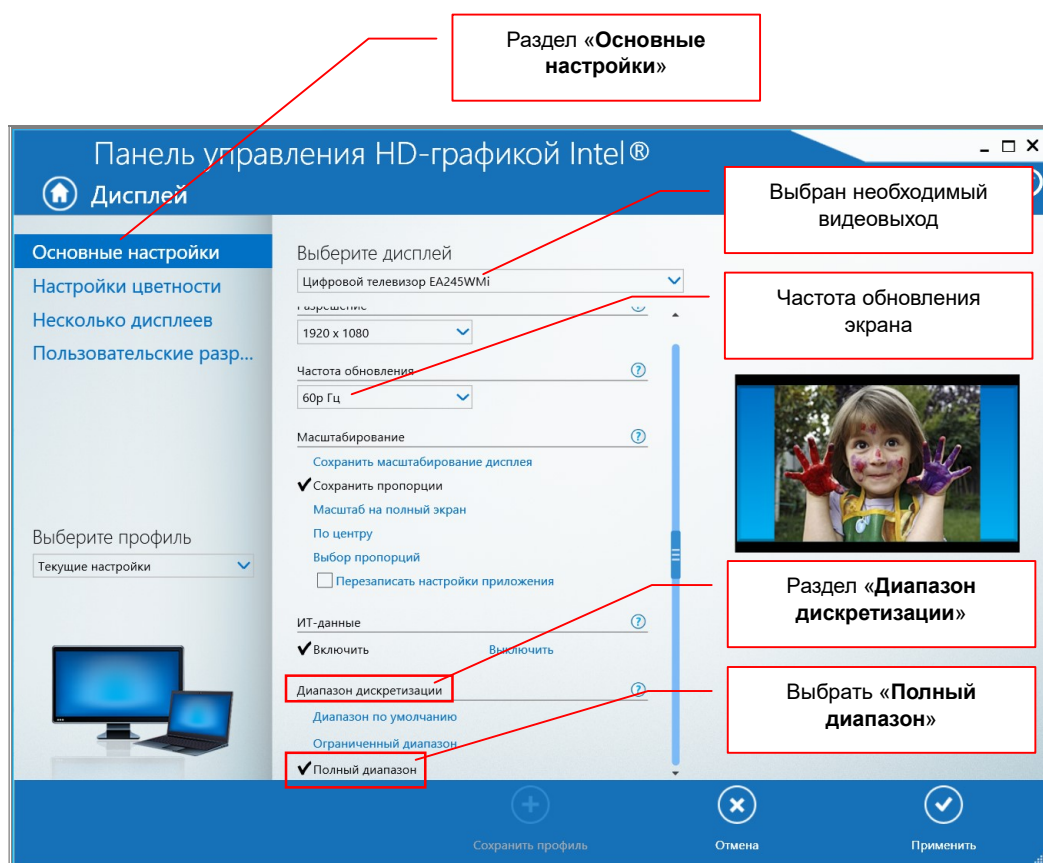 Раздел «Основные
настройки»
Панель управления HD-графикой Intel®
Дисплей
Выбран необходимый
видеовыход
Основные настройки
Настройки цветности
Несколько дисплеев
Пользовательские разр...
Выберите дисплей
Цифровой телевизор EA245WMi
Разрешение
1920 x 1080
Частота обновления
экрана
Частота обновления
60p Гц
Масштабирование
Сохранить масштабирование дисплея
Сохранить пропорции
Масштаб на полный экран
По центру
Выбор пропорций
Перезаписать настройки приложения
Выберите профиль
Текущие настройки
Раздел «Диапазон
дискретизации»
ИТ-данные
Включить Выключить
Диапазон дискретизации
Диапазон по умолчанию
Ограниченный диапазон
Полный диапазон
Выбрать «Полный
диапазон»
Сохранить профиль
Отмена
Применить